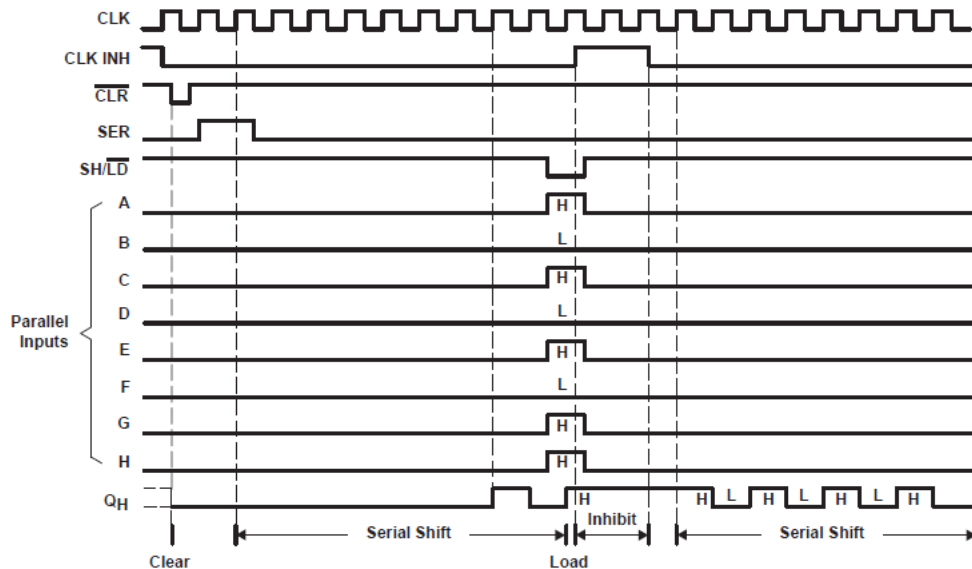 CLK
CLK INH
CLR
SER
SH/LD
A
H
B
L
C
H
D
L
Parallel
Inputs
E
H
F
L
G
H
H
H
QH
H
H
L
H
L
H
L
H
Inhibit
Serial Shift
Serial Shift
Clear
Load